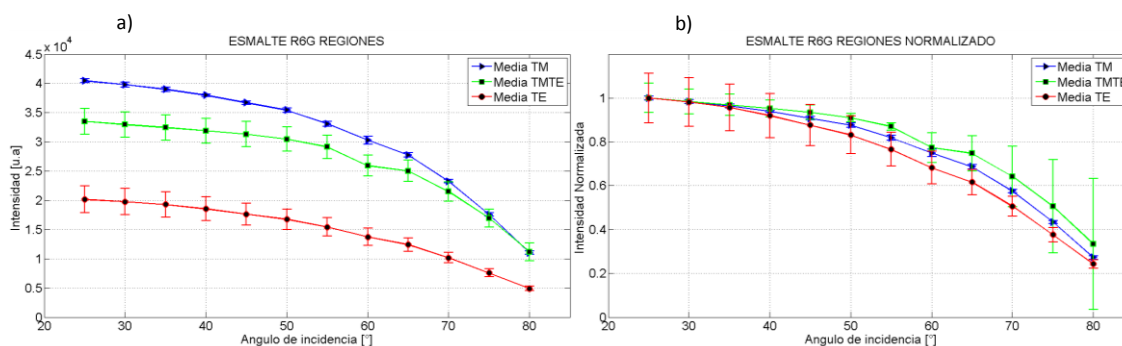 a)
ESMALTE R6G REGIONES
x 10⁴
4.5
4
3.5
3
2.5
2
1.5
1
0.5
0
Intensidad [u.a]
20
30
40
50
60
70
80
Angulo de incidencia [°]
Media TM
Media TMTE
Media TE
b)
ESMALTE R6G REGIONES NORMALIZADO
1
0.8
0.6
0.4
0.2
0
Intensidad Normalizada
20
30
40
50
60
70
80
Angulo de incidencia [°]
Media TM
Media TMTE
Media TE